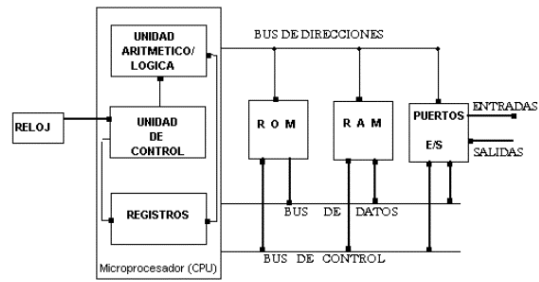 UNIDAD
ARITMETICO/
LOGICA
BUS DE DIRECCIONES
RELOJ
UNIDAD
DE
CONTROL
R O M
R A M
PUERTOS
E/S
ENTRADAS
SALIDAS
REGISTROS
BUS DE DATOS
BUS DE CONTROL
Microprocesador (CPU)